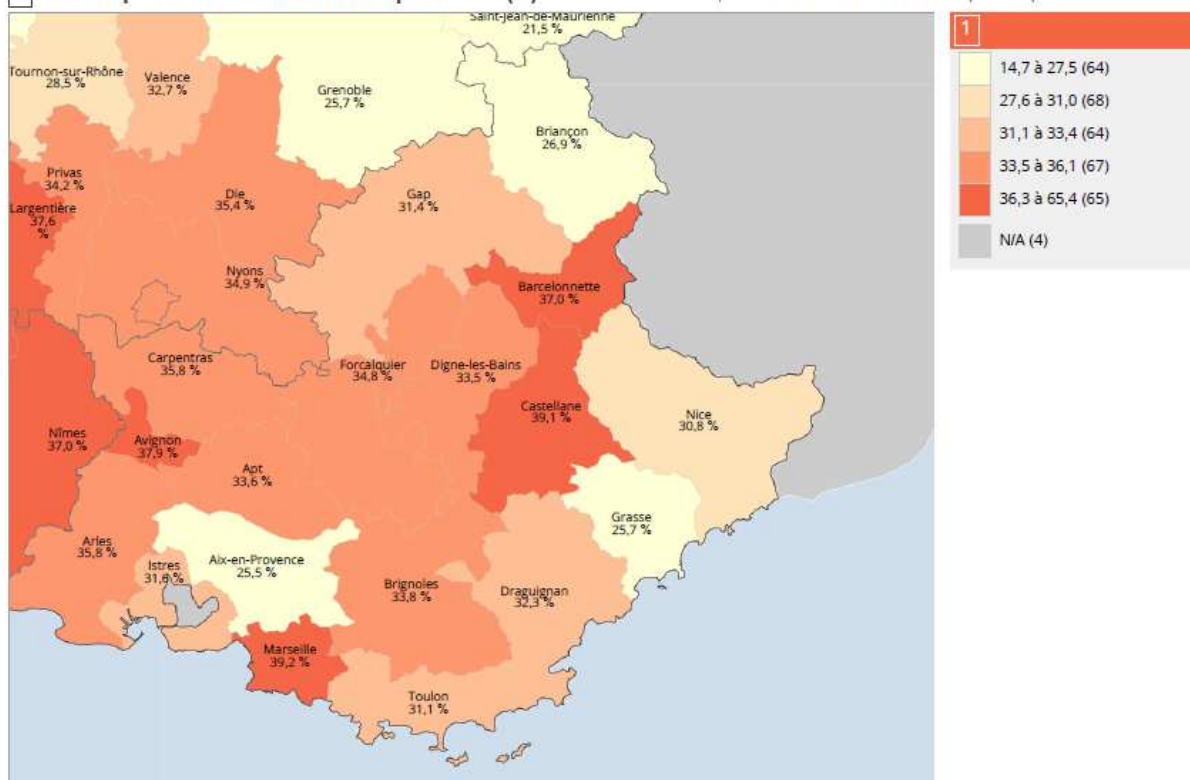 Saint-Jean-de-Maurienne
21,5 %
Tournon-sur-Rhône
28,5 %
Valence
32,7 %
Grenoble
25,7 %
Briançon
26,9 %
Privas
34,2 %
Largentière
37,6
%
Die
35,4 %
Gap
31,4 %
Nyons
34,9 %
Barcelonnette
37,0 %
Carpentras
35,8 %
Forcalquier
34,8 %
Digne-les-Bains
33,5 %
Castellane
39,1 %
Nice
30,8 %
Nîmes
37,0 %
Avignon
37,9 %
Apt
33,6 %
Grasse
25,7 %
Arles
35,8 %
Istres
31,6 %
Aix-en-Provence
25,5 %
Brignoles
33,8 %
Draguignan
32,3 %
Marseille
39,2 %
Toulon
31,1 %
1
14,7 à 27,5 (64)
27,6 à 31,0 (68)
31,1 à 33,4 (64)
33,5 à 36,1 (67)
36,3 à 65,4 (65)
N/A (4)